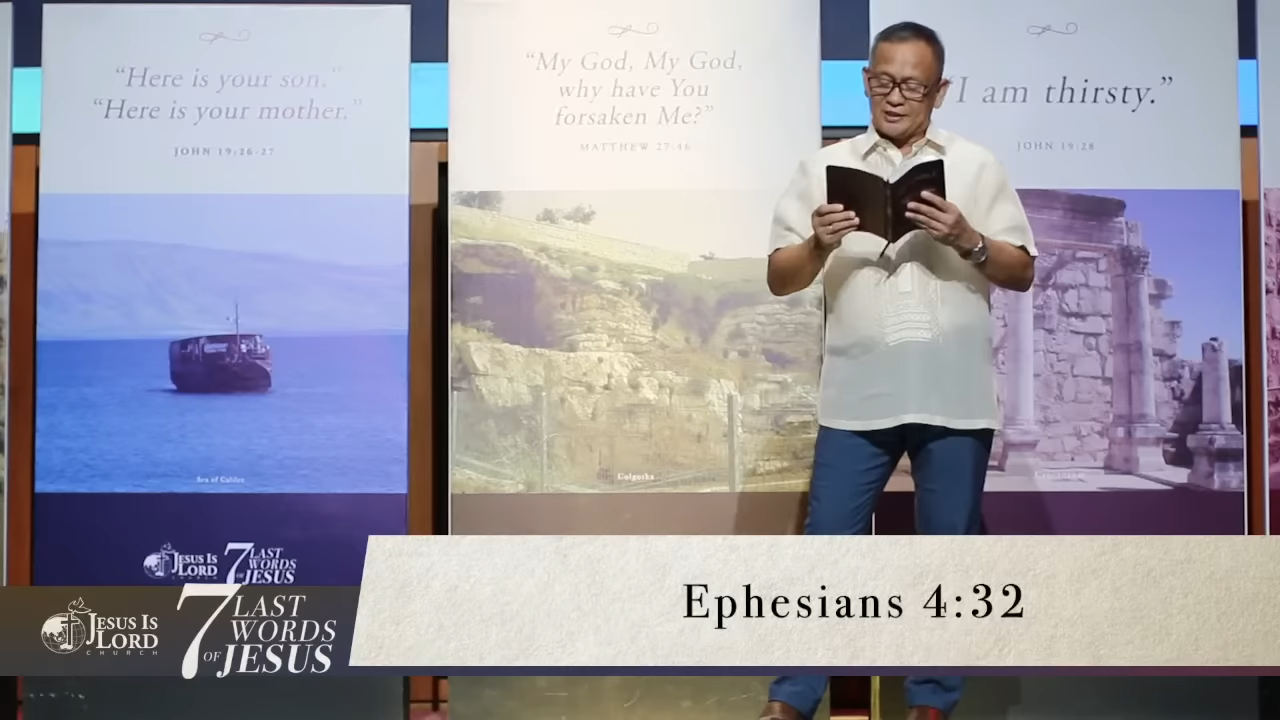 “Here is your son.”
“Here is your mother.”
JOHN 19:26-27
Sea of Galilee
JESUS IS
LORD
CHURCH
7 LAST
WORDS
OF JESUS
“My God, My God,
why have You
forsaken Me?”
MATTHEW 27:46
Golgotha
“I am thirsty.”
JOHN 19:28
JESUS IS
LORD
CHURCH
7 LAST
WORDS
OF JESUS
Ephesians 4:32